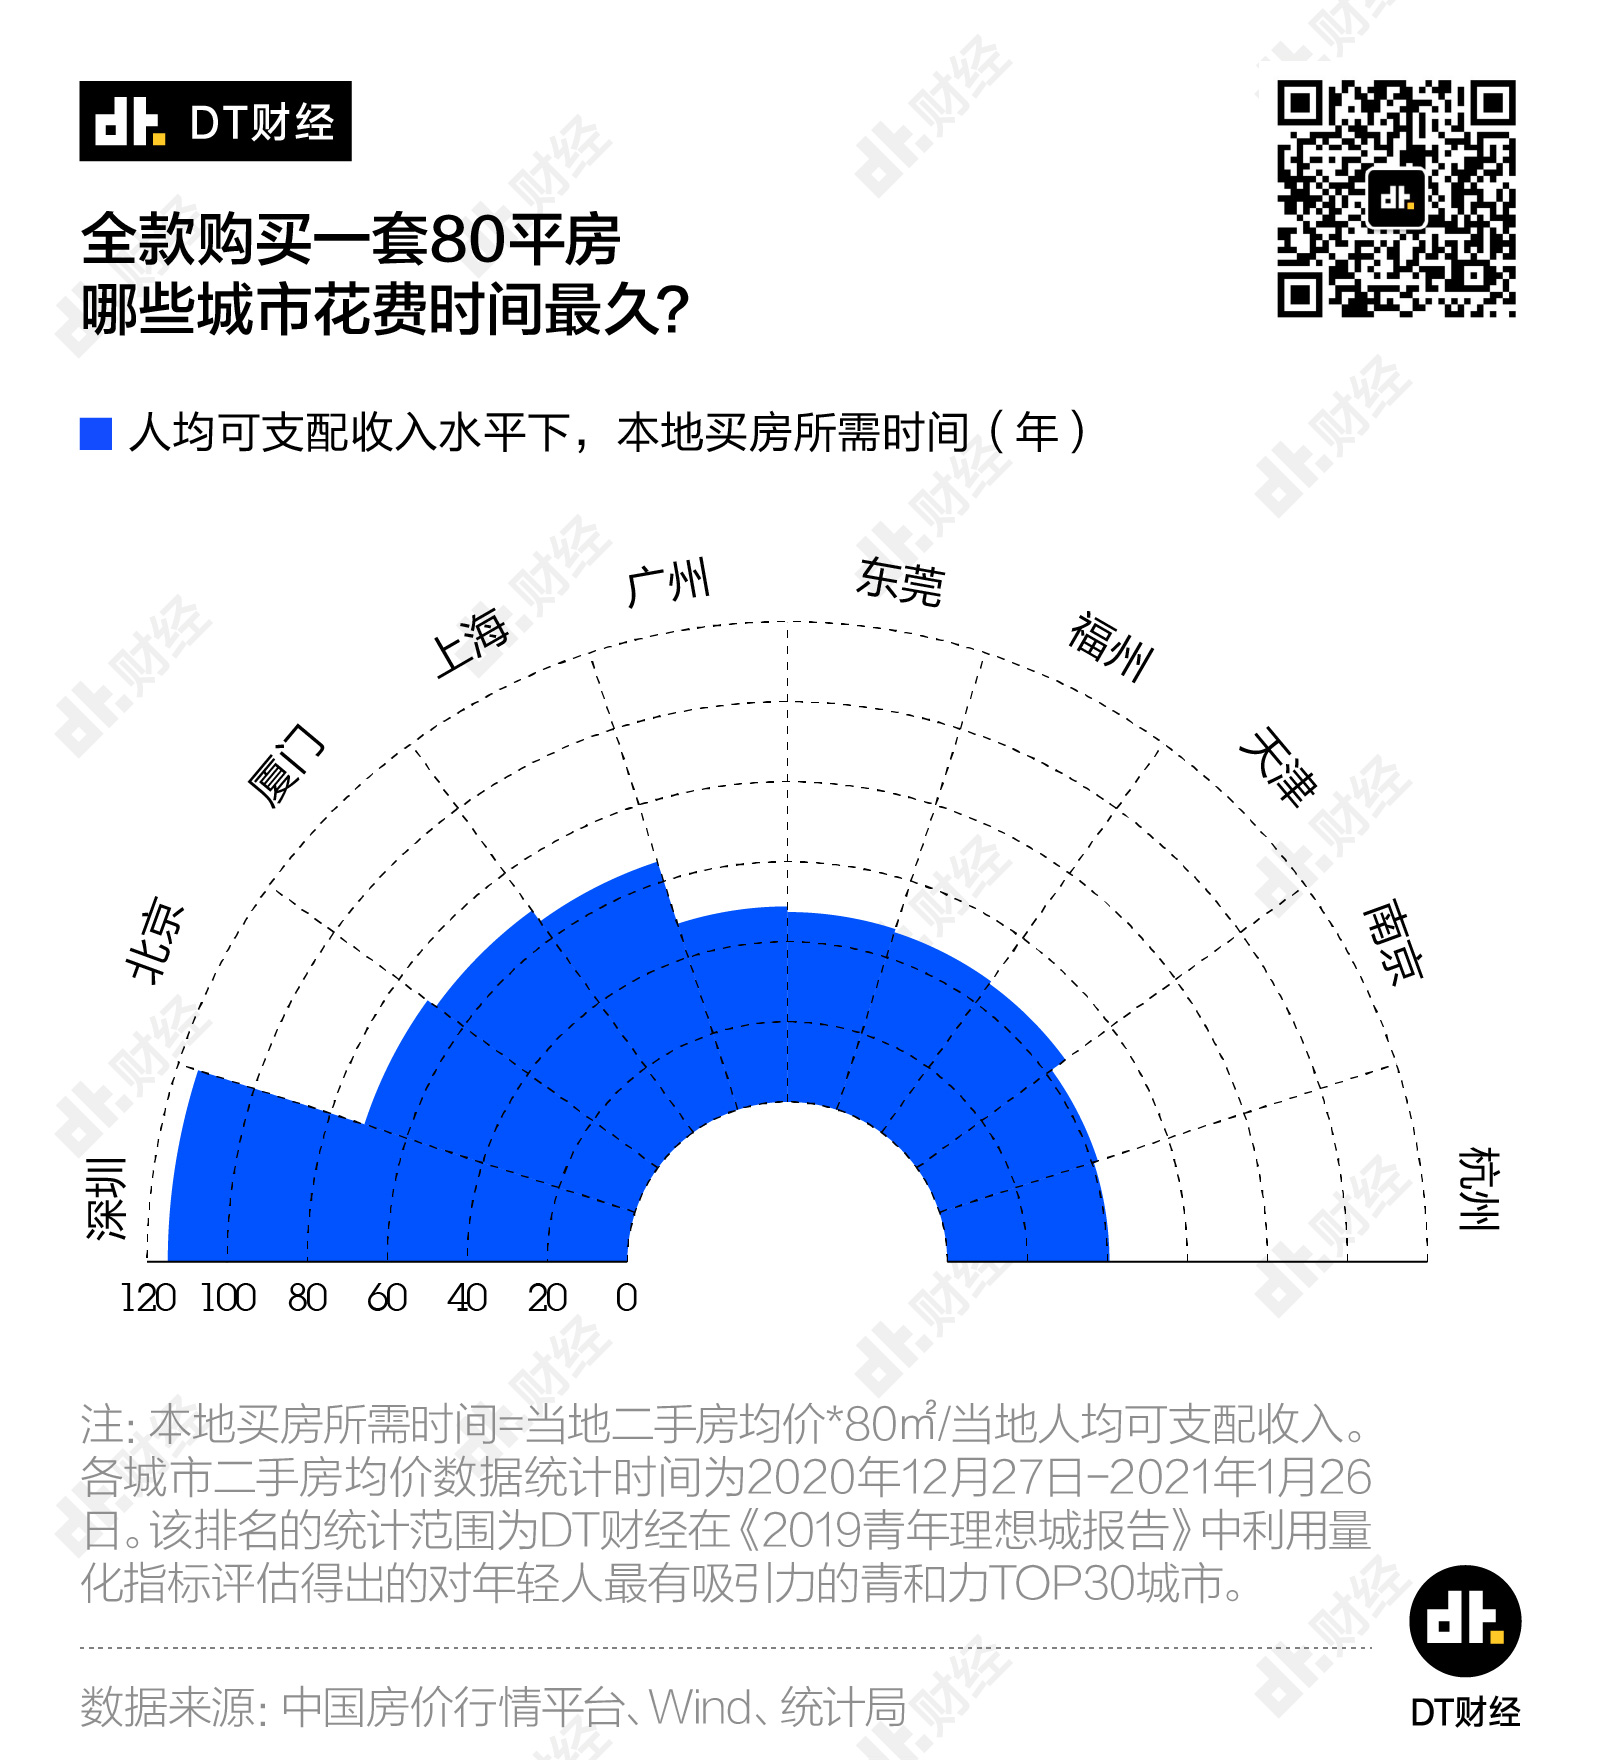 DT财经
全款购买一套80平房
哪些城市花费时间最久?
人均可支配收入水平下，本地买房所需时间（年）
深圳
北京
厦门
上海
广州
东莞
福州
天津
南京
杭州
120 100 80 60 40 20 0
注：本地买房所需时间=当地二手房均价*80㎡/当地人均可支配收入。
各城市二手房均价数据统计时间为2020年12月27日-2021年1月26
日。该排名的统计范围为DT财经在《2019青年理想城报告》中利用量
化指标评估得出的对年轻人最有吸引力的青和力TOP30城市。
数据来源：中国房价行情平台、Wind、统计局
DT财经